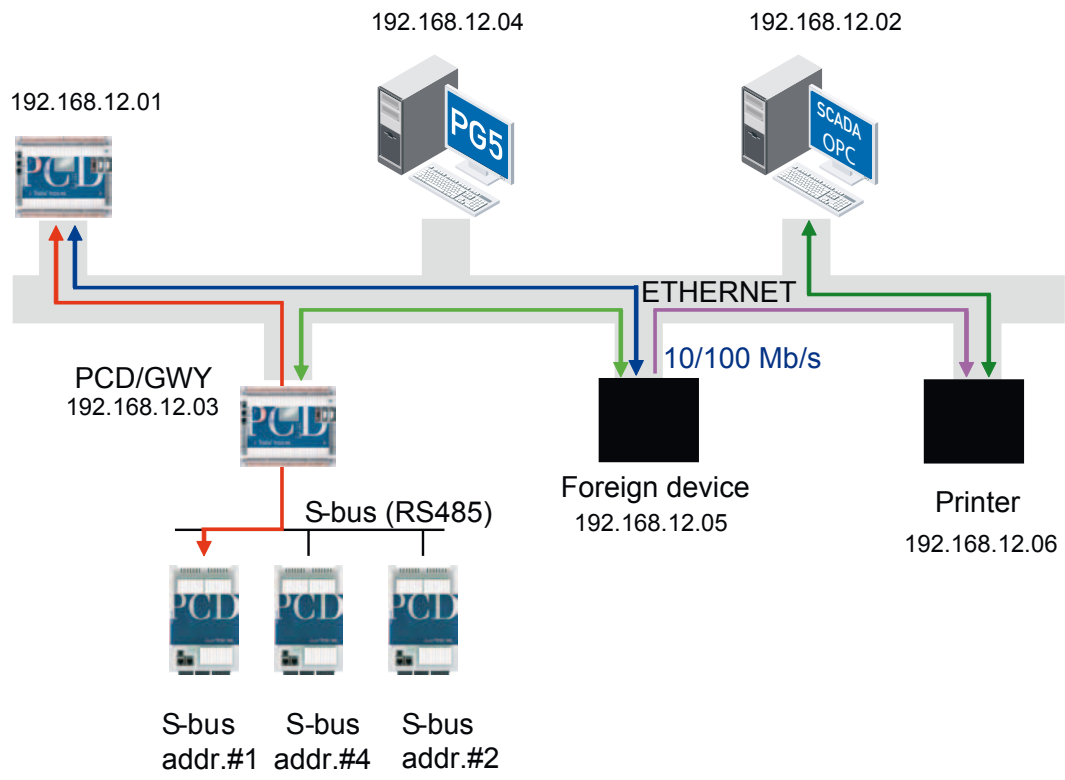 192.168.12.04
192.168.12.02
192.168.12.01
PG5
SCADA
OPC
PCD
ETHERNET
10/100 Mb/s
PCD/GWY
192.168.12.03
PCD
Foreign device
192.168.12.05
Printer
192.168.12.06
S-bus (RS485)
PCD
PCD
PCD
S-bus
addr.#1
S-bus
addr.#4
S-bus
addr.#2